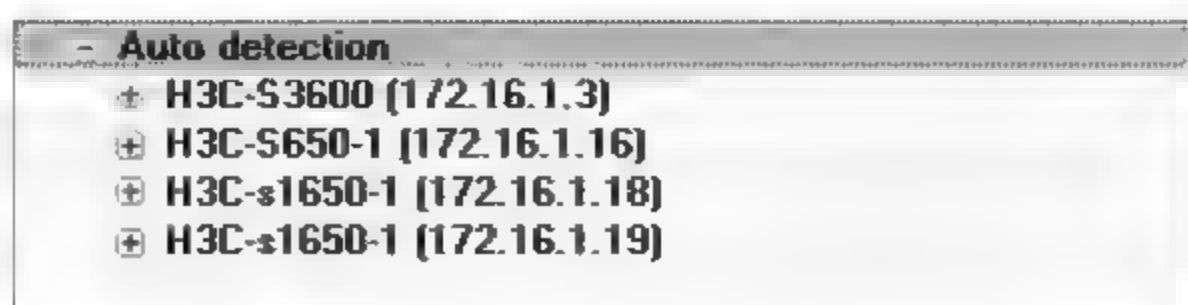 Auto detection
H3C-S3600 (172.16.1.3)
H3C-S650-1 (172.16.1.16)
H3C-s1650-1 (172.16.1.18)
H3C-s1650-1 (172.16.1.19)